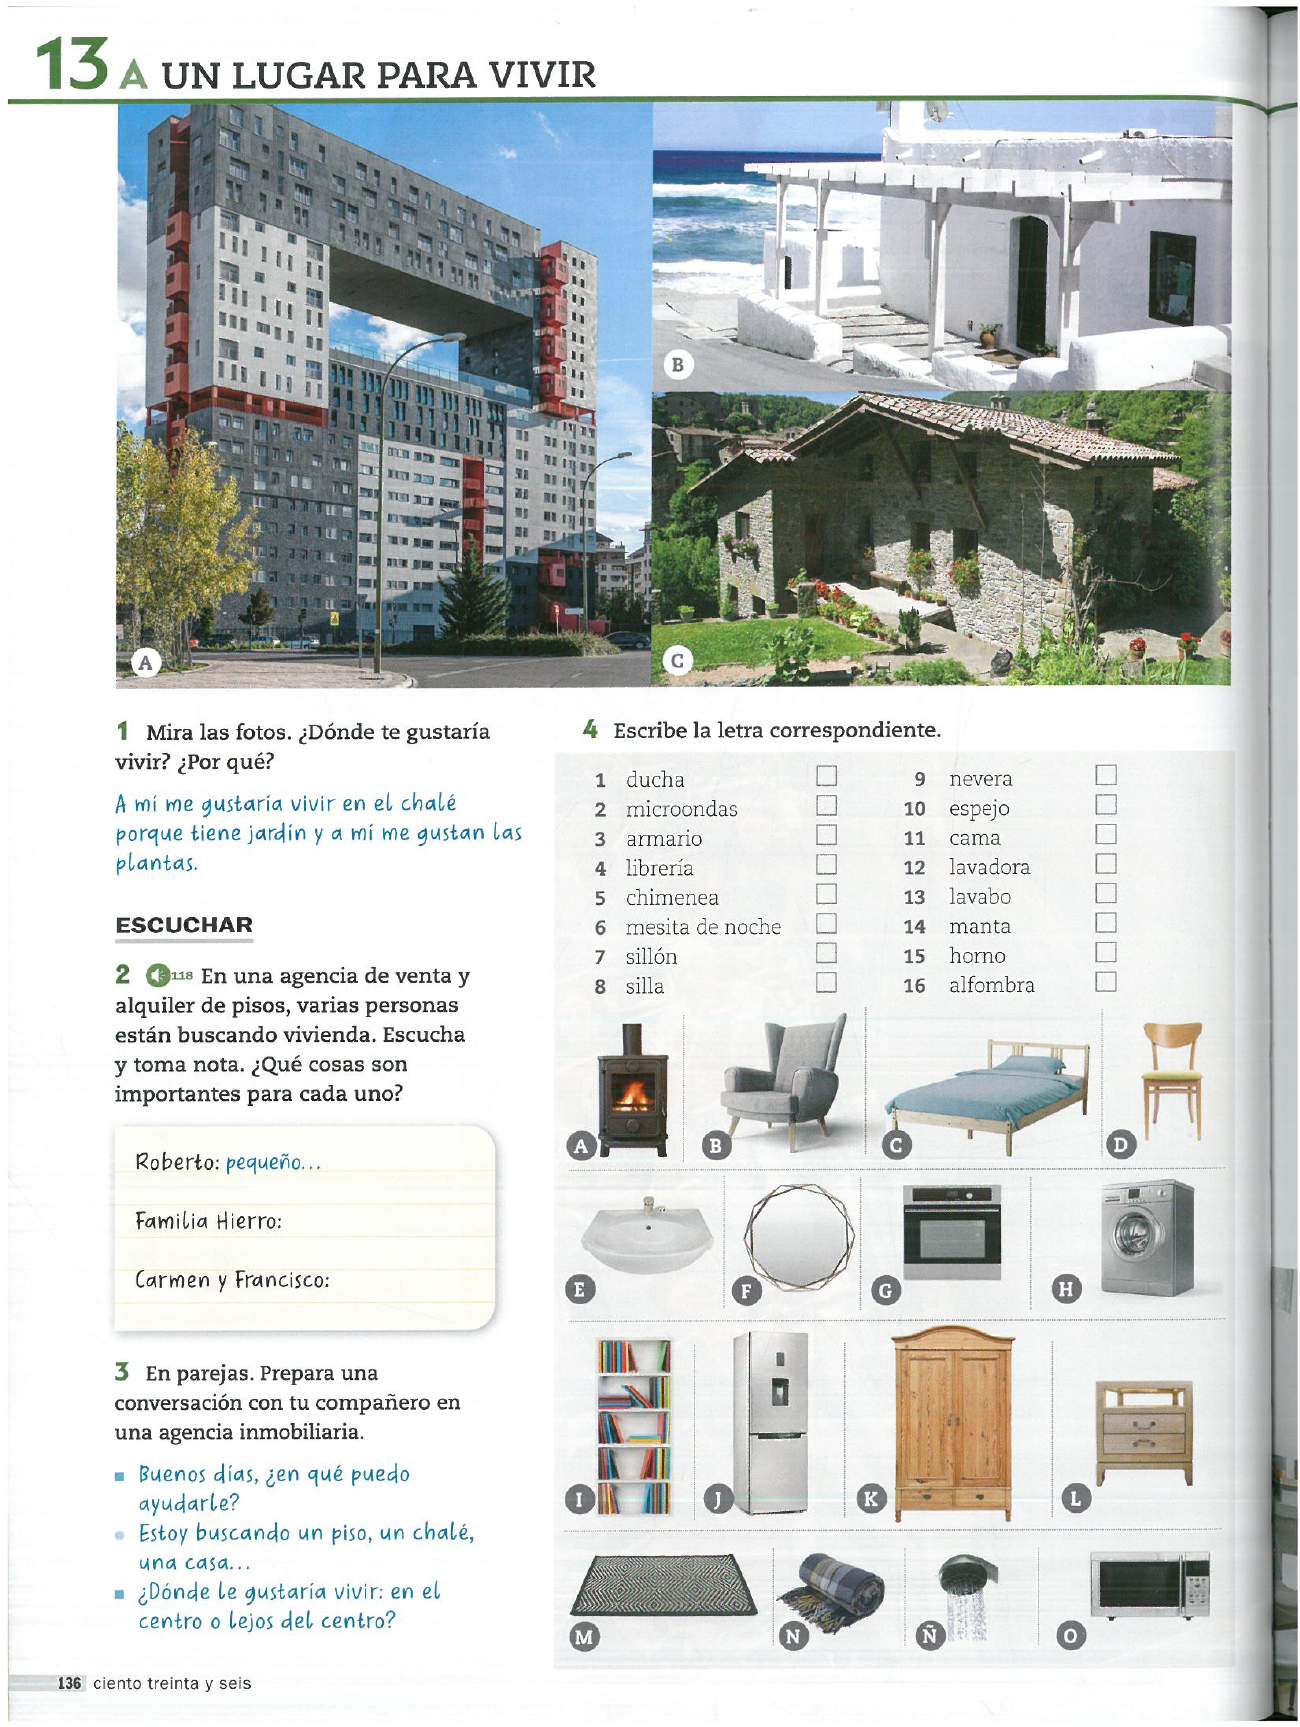 13 A UN LUGAR PARA VIVIR
A
B
C
1 Mira las fotos. ¿Dónde te gustaría
vivir? ¿Por qué?
A mí me gustaría vivir en el chalé
porque tiene jardín y a mí me gustan las
plantas.
ESCUCHAR
2 118 En una agencia de venta y
alquiler de pisos, varias personas
están buscando vivienda. Escucha
y toma nota. ¿Qué cosas son
importantes para cada uno?
Roberto: pequeño...
Familia Hierro:
Carmen y Francisco:
3 En parejas. Prepara una
conversación con tu compañero en
una agencia inmobiliaria.
Buenos días, ¿en qué puedo
ayudarle?
Estoy buscando un piso, un chalé,
una casa...
¿Dónde le gustaría vivir: en el
centro o lejos del centro?
4 Escribe la letra correspondiente.
1 ducha
2 microondas
3 armario
4 librería
5 chimenea
6 mesita de noche
7 sillón
8 silla
9 nevera
10 espejo
11 cama
12 lavadora
13 lavabo
14 manta
15 horno
16 alfombra
A B C D
E F G H
I J K L
M N Ñ O
136 ciento treinta y seis